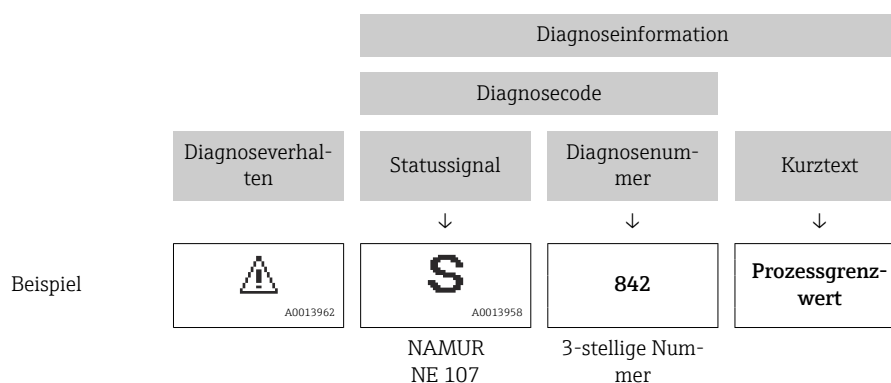 Diagnoseinformation
Diagnosecode
Diagnoseverhal-
ten
Statussignal
Diagnosenum-
mer
Kurztext
↓ ↓ ↓
Beispiel
A0013962
S
A0013958
842
Prozessgrenz-
wert
NAMUR
NE 107
3-stellige Num-
mer